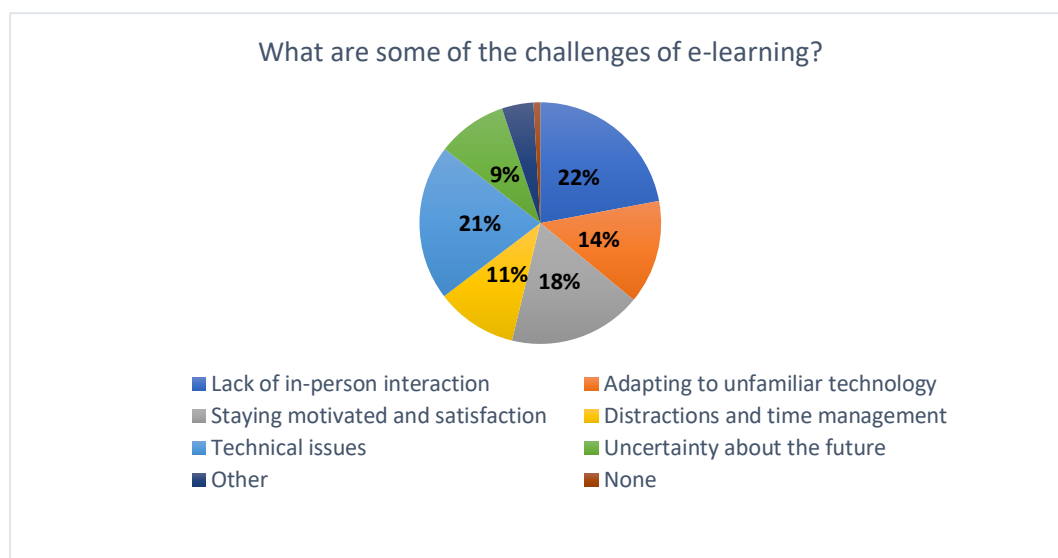 What are some of the challenges of e-learning?
22%
9%
21%
14%
11%
18%
Lack of in-person interaction
Adapting to unfamiliar technology
Staying motivated and satisfaction
Distractions and time management
Technical issues
Uncertainty about the future
Other
None